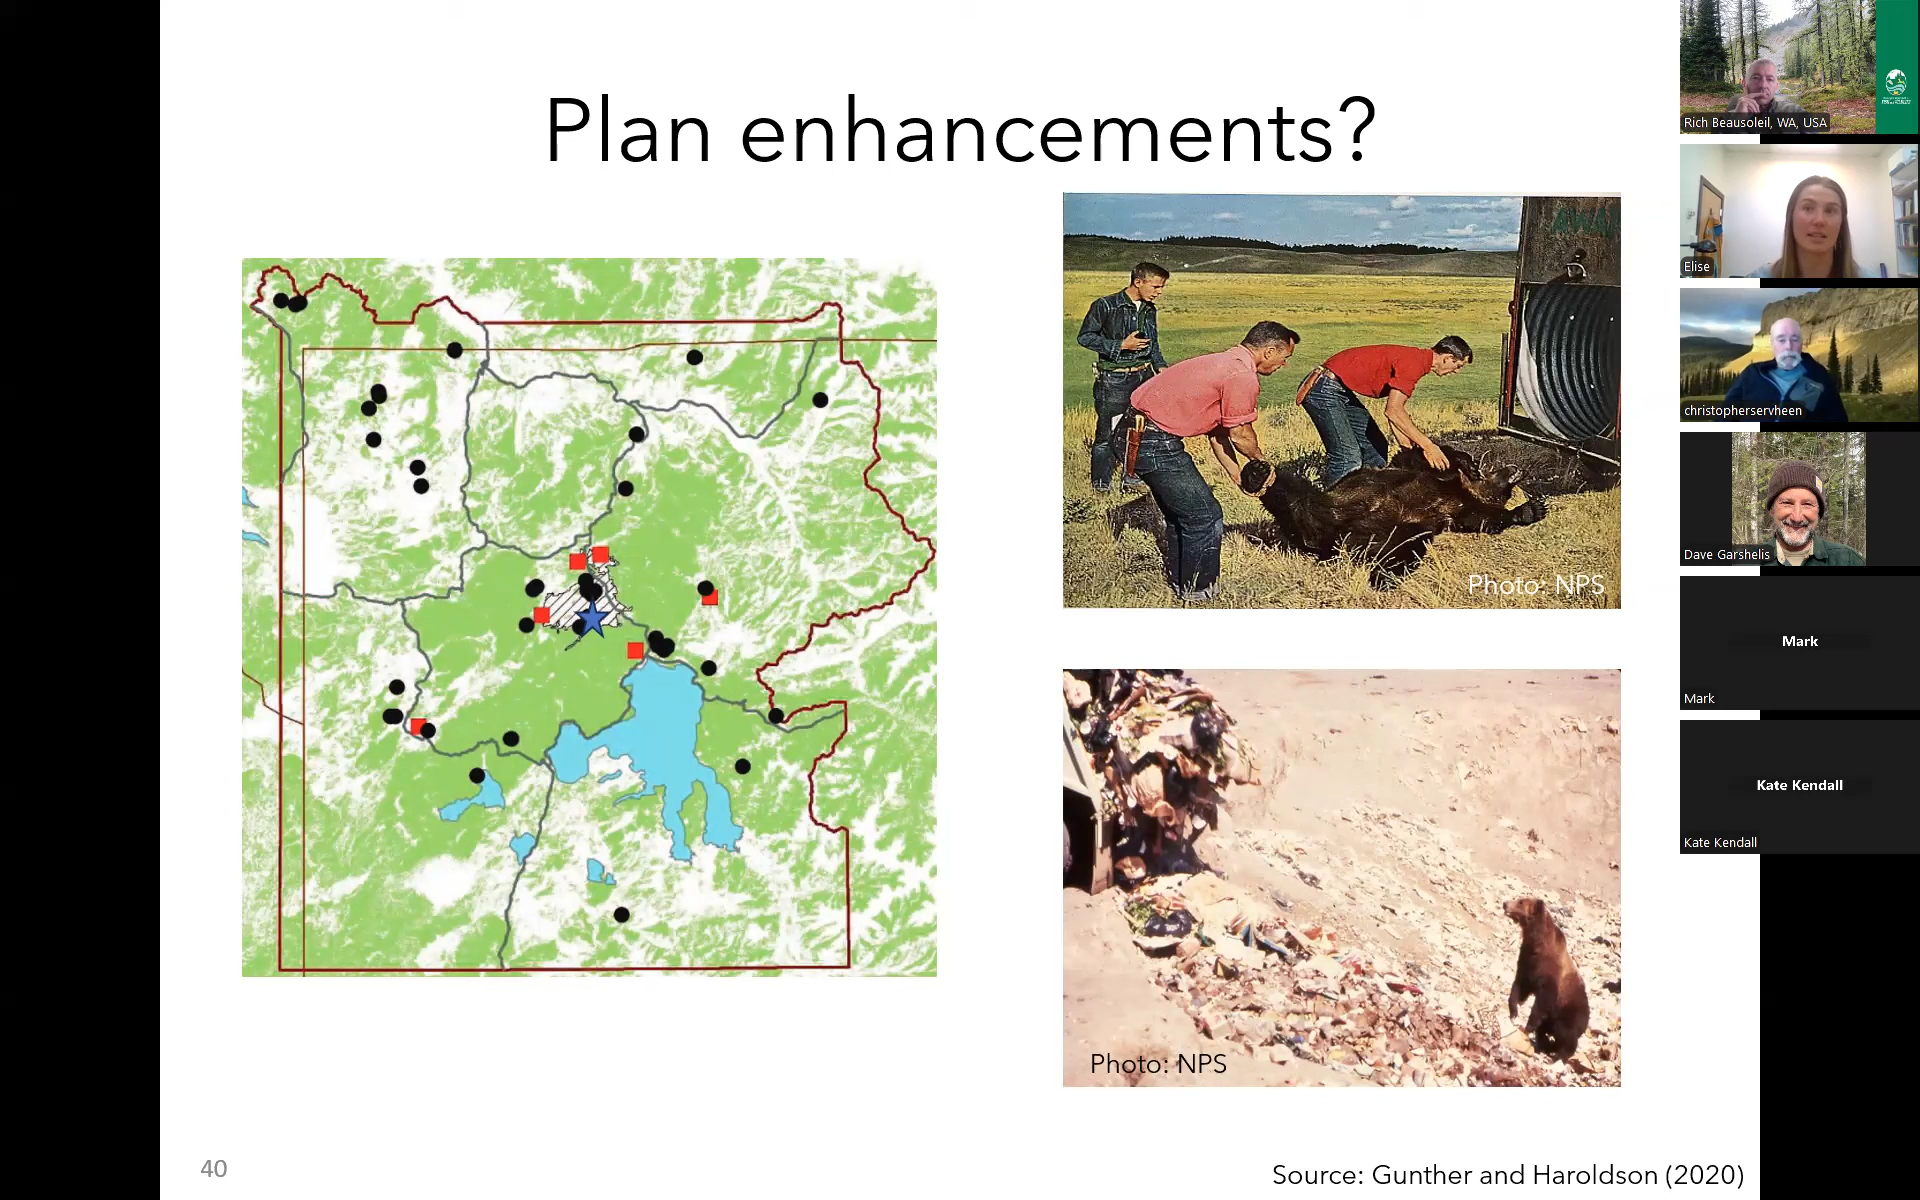 Plan enhancements?
Photo: NPS
Photo: NPS
40
Source: Gunther and Haroldson (2020)
Rich Beausoleil, WA, USA
Elise
christopherservheen
Dave Garshelis
Mark
Mark
Kate Kendall
Kate Kendall